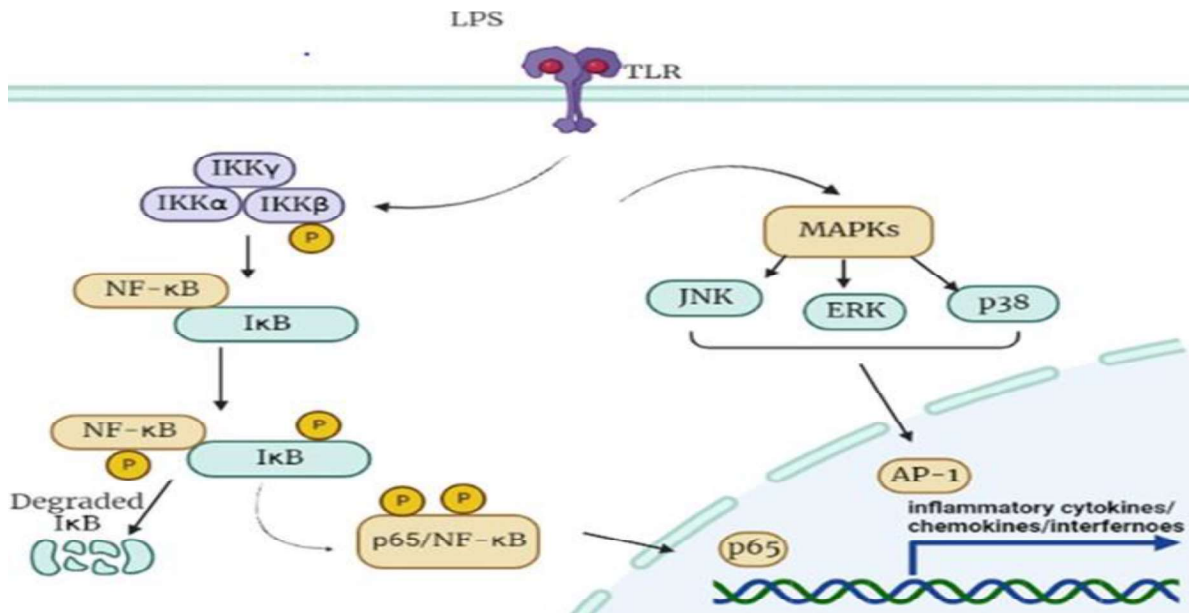 LPS
TLR
IKKγ
IKKα
IKKβ
P
MAPKs
NF-κB
IκB
JNK
ERK
p38
NF-κB
P
IκB
P
Degraded
IκB
P
P
p65/NF-κB
AP-1
inflammatory cytokines/
chemokines/interfernoes
p65